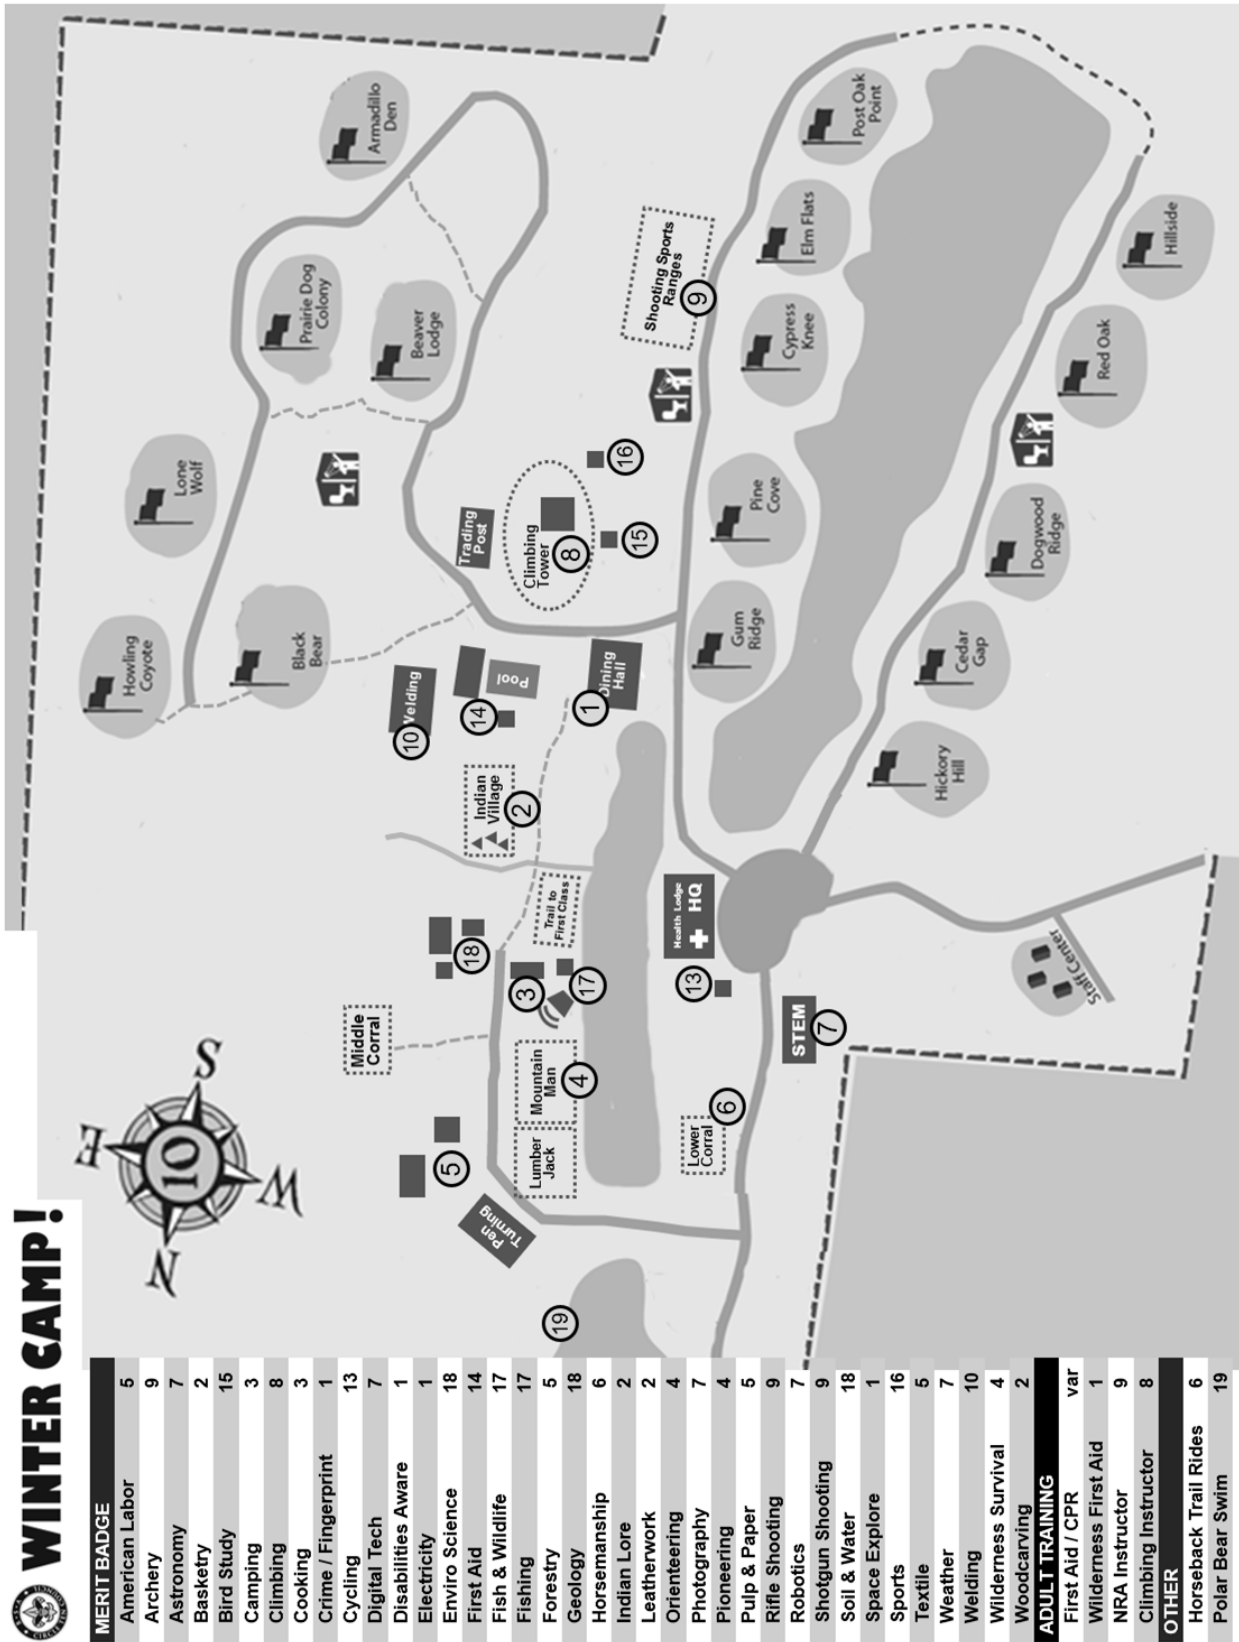 WINTER CAMP!
MERIT BADGE
American Labor 5
Archery 9
Astronomy 7
Basketry 2
Bird Study 15
Camping 3
Climbing 8
Cooking 3
Crime / Fingerprint 1
Cycling 13
Digital Tech 7
Disabilities Aware 1
Electricity 1
Enviro Science 18
First Aid 14
Fish & Wildlife 17
Fishing 17
Forestry 5
Geology 18
Horsemanship 6
Indian Lore 2
Leatherwork 2
Orienteering 4
Photography 7
Pioneering 4
Pulp & Paper 5
Rifle Shooting 9
Robotics 7
Shotgun Shooting 9
Soil & Water 18
Space Explore 1
Sports 16
Textile 5
Weather 7
Welding 10
Wilderness Survival 4
Woodcarving 2
ADULT TRAINING
First Aid / CPR var
Wilderness First Aid 1
NRA Instructor 9
Climbing Instructor 8
OTHER
Horseback Trail Rides 6
Polar Bear Swim 19
N
E
S
W
10
Howling
Coyote
Lone
Wolf
Black
Bear
Prairie Dog
Colony
Armadillo
Den
Beaver
Lodge
Middle
Corral
5
Pen
Turning
18
Welding
10
14
Pool
Indian
Village
2
Trading
Post
Climbing
Tower
8
16
15
Dining
Hall
1
Trail to
First Class
3
17
Mountain
Man
4
Lumber
Jack
19
Shooting Sports
Ranges
9
Health Lodge
HQ
13
Lower
Corral
6
STEM
7
Gum
Ridge
Pine
Cove
Cypress
Knee
Elm Flats
Post Oak
Point
Hickory
Hill
Cedar
Gap
Dogwood
Ridge
Red Oak
Hillside
Staff Center